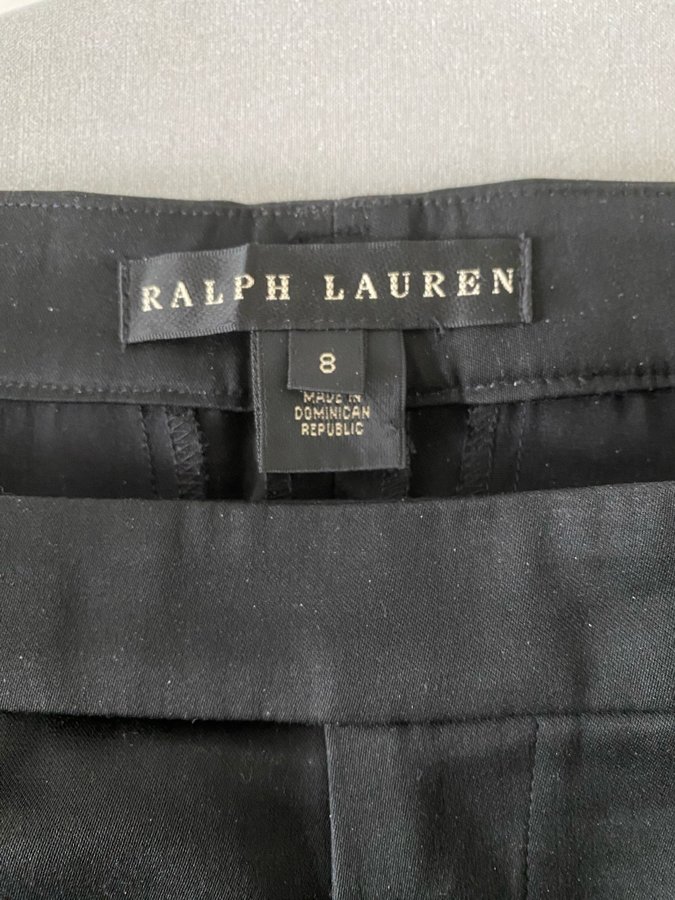 RALPH LAUREN
8
MADE IN
DOMINICAN
REPUBLIC